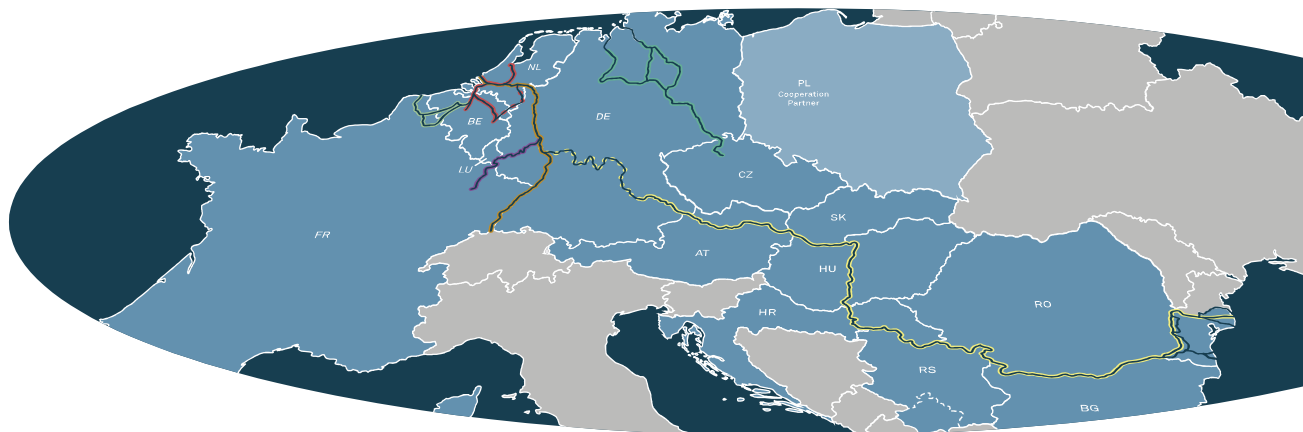 NL
PL
Cooperation
Partner
BE
DE
LU
CZ
SK
FR
AT
HU
RO
HR
RS
BG